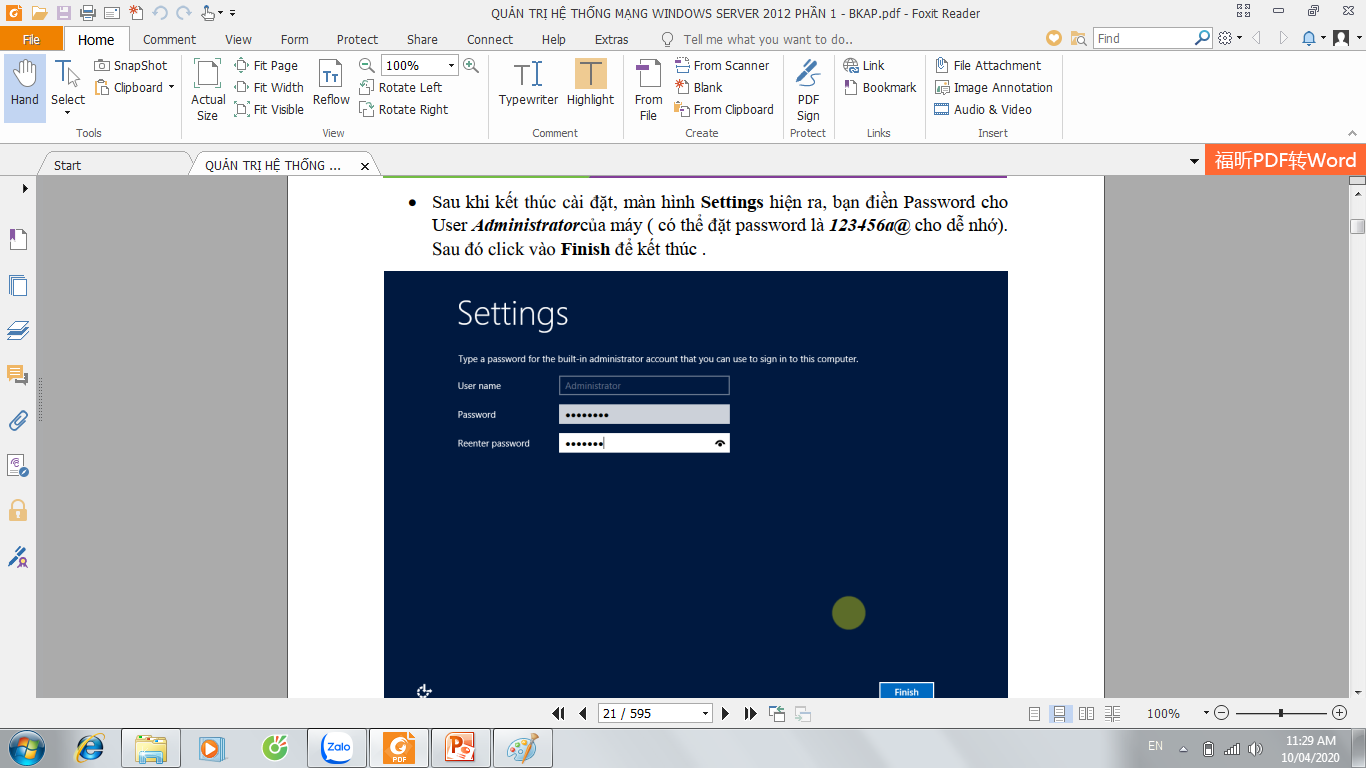 QUẢN TRỊ HỆ THỐNG MẠNG WINDOWS SERVER 2012 PHẦN 1 - BKAP.pdf - Foxit Reader
File Home Comment View Form Protect Share Connect Help Extras Tell me what you want to do.. Find
Hand
Select
SnapShot
Clipboard
Tools
Actual
Size
Fit Page
Fit Width
Fit Visible
Reflow
100%
Rotate Left
Rotate Right
View
Typewriter
Highlight
Comment
From
File
From Scanner
Blank
From Clipboard
Create
PDF
Sign
Protect
Link
Bookmark
Links
File Attachment
Image Annotation
Audio & Video
Insert
Start
QUẢN TRỊ HỆ THỐNG ...
福昕PDF转Word
• Sau khi kết thúc cài đặt, màn hình Settings hiện ra, bạn điền Password cho
User Administratorcủa máy ( có thể đặt password là 123456a@ cho dễ nhớ).
Sau đó click vào Finish để kết thúc .
Settings
Type a password for the built-in administrator account that you can use to sign in to this computer.
User name Administrator
Password ••••••••
Reenter password •••••••
Finish
21 / 595
100%
Zalo
PDF
EN
11:29 AM
10/04/2020